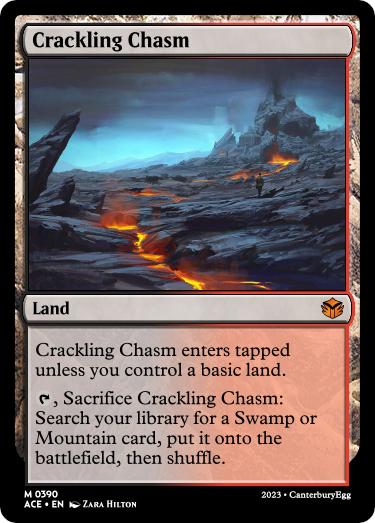 Crackling Chasm
Land
Crackling Chasm enters tapped
unless you control a basic land.
, Sacrifice Crackling Chasm:
Search your library for a Swamp or
Mountain card, put it onto the
battlefield, then shuffle.
M 0390
ACE • EN Zara Hilton
2023 • CanterburyEgg